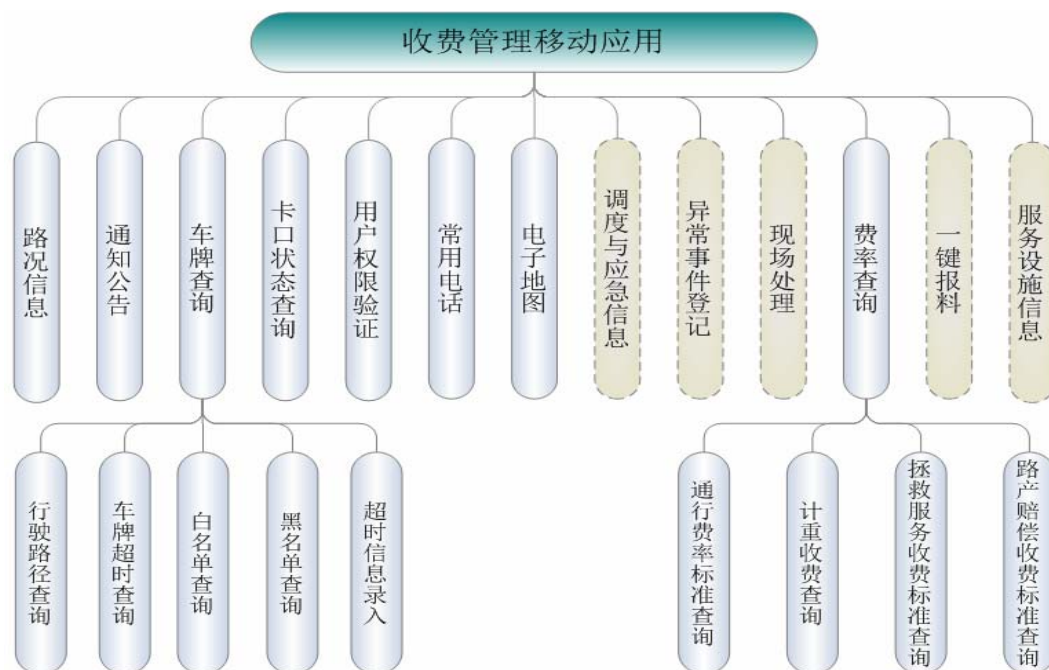 收费管理移动应用
路况信息
通知公告
车牌查询
卡口状态查询
用户权限验证
常用电话
电子地图
调度与应急信息
异常事件登记
现场处理
费率查询
一键报料
服务设施信息
行驶路径查询
车牌超时查询
白名单查询
黑名单查询
超时信息录入
通行费率标准查询
计重收费查询
拯救服务收费标准查询
路产赔偿收费标准查询